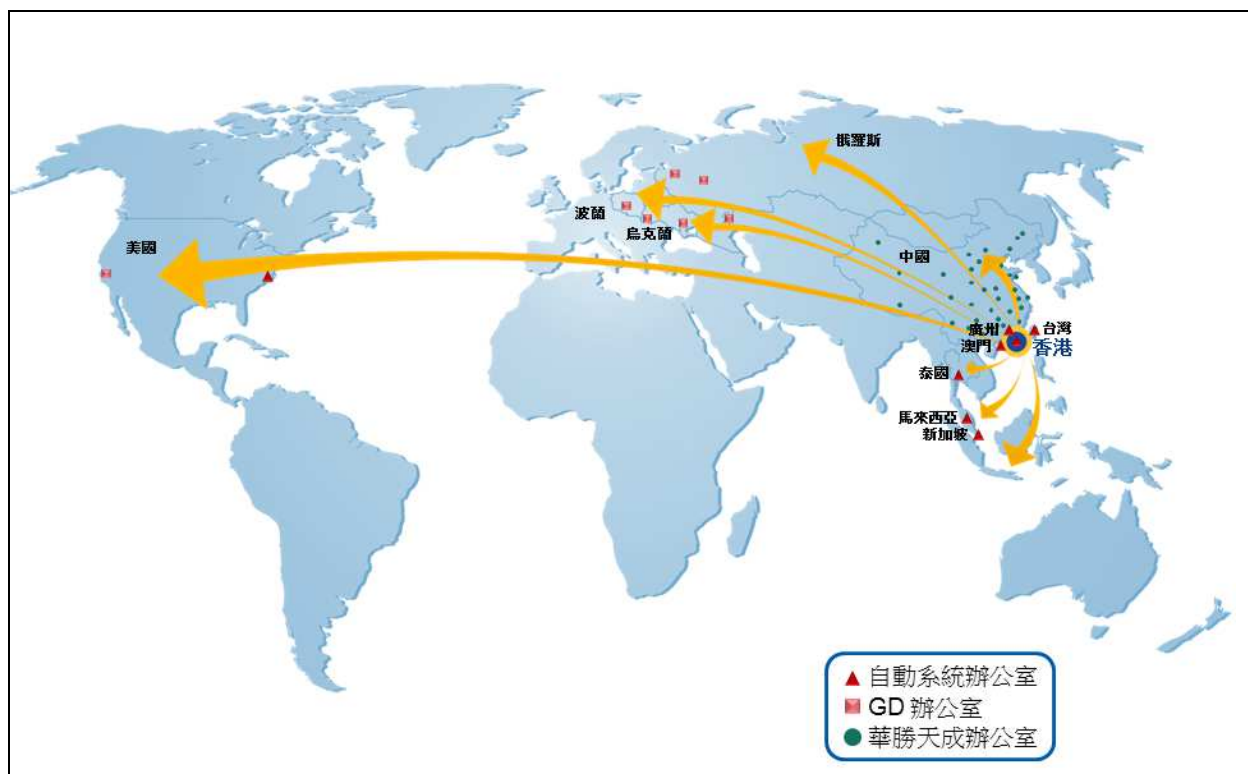 俄羅斯
波蘭
烏克蘭
美國
中國
廣州
台灣
澳門
香港
泰國
馬來西亞
新加坡
自動系統辦公室
GD 辦公室
華勝天成辦公室